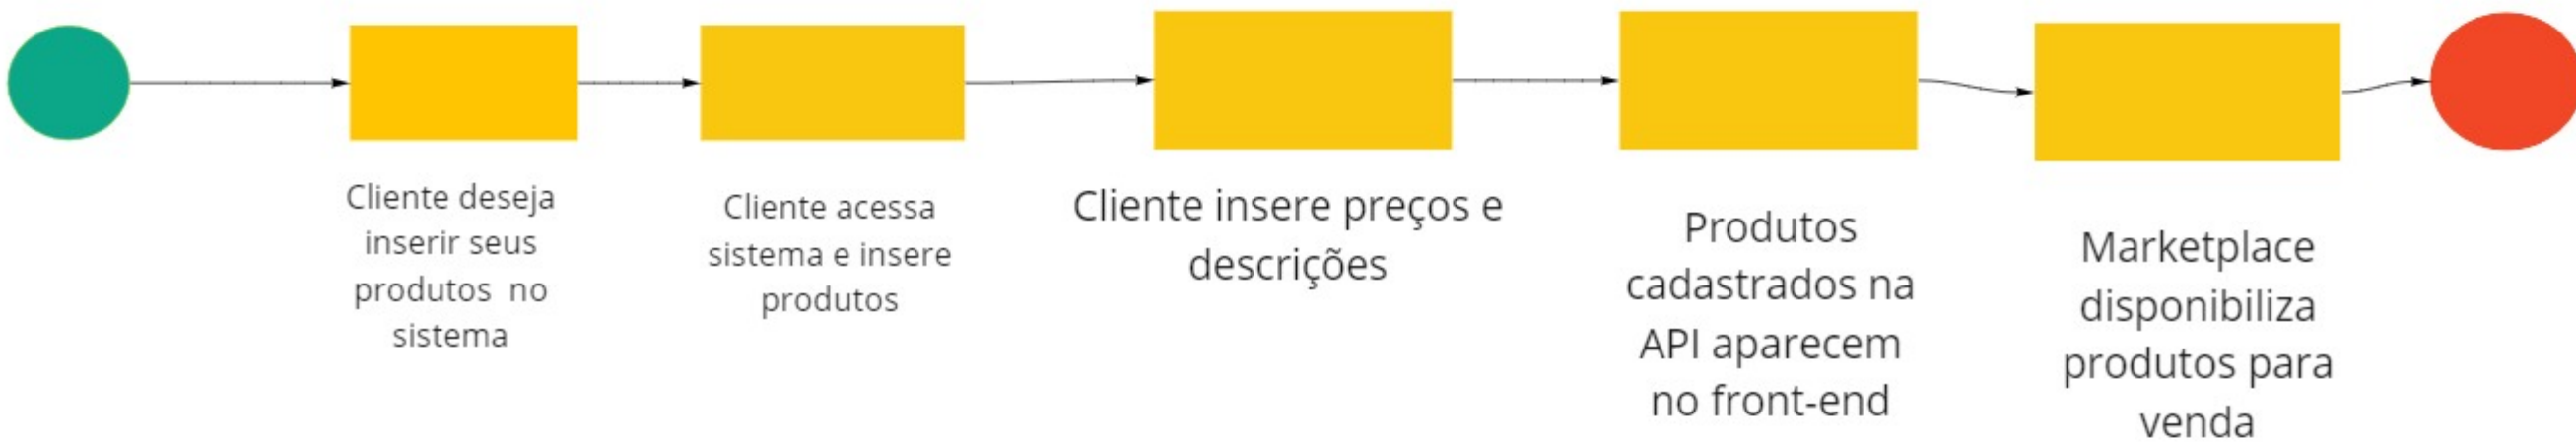 Cliente deseja
inserir seus
produtos  no
sistema
Cliente acessa
sistema e insere
produtos
Cliente insere preços e
descrições
Produtos
cadastrados na
API aparecem
no front-end
Marketplace
disponibiliza
produtos para
venda